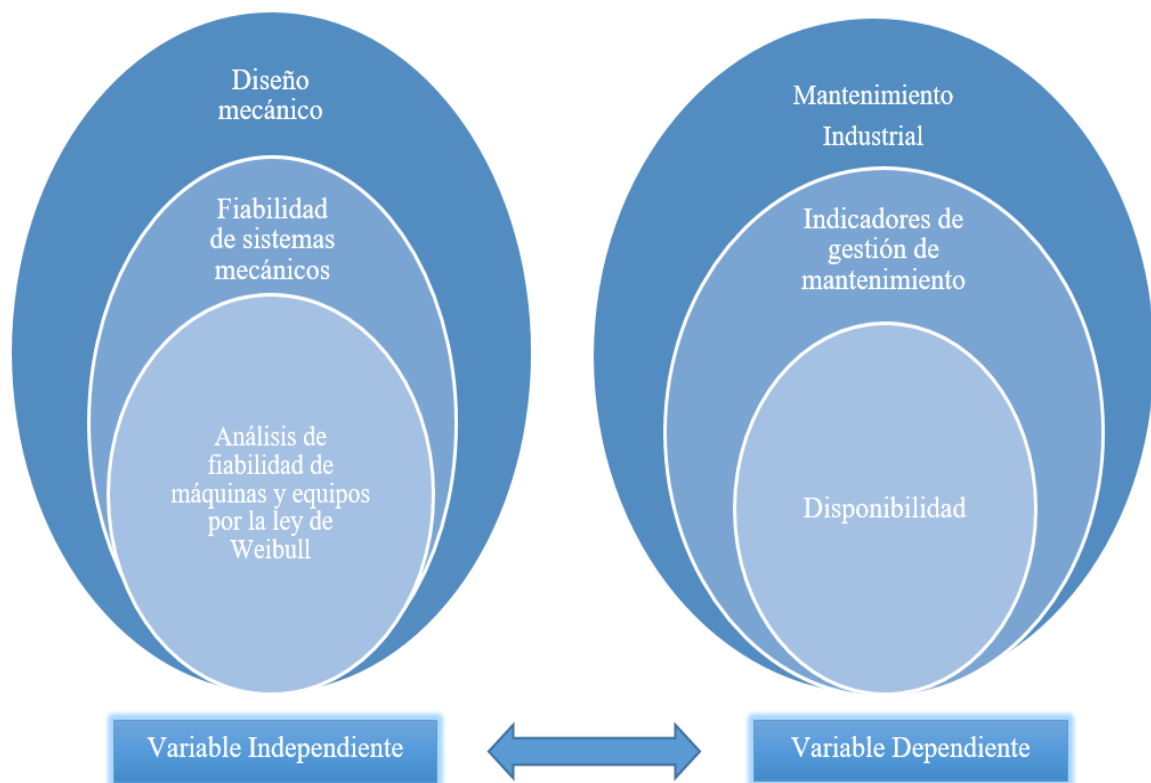 Diseño
mecánico
Fiabilidad
de sistemas
mecánicos
Análisis de
fiabilidad de
máquinas y equipos
por la ley de
Weibull
Variable Independiente
Mantenimiento
Industrial
Indicadores de
gestión de
mantenimiento
Disponibilidad
Variable Dependiente